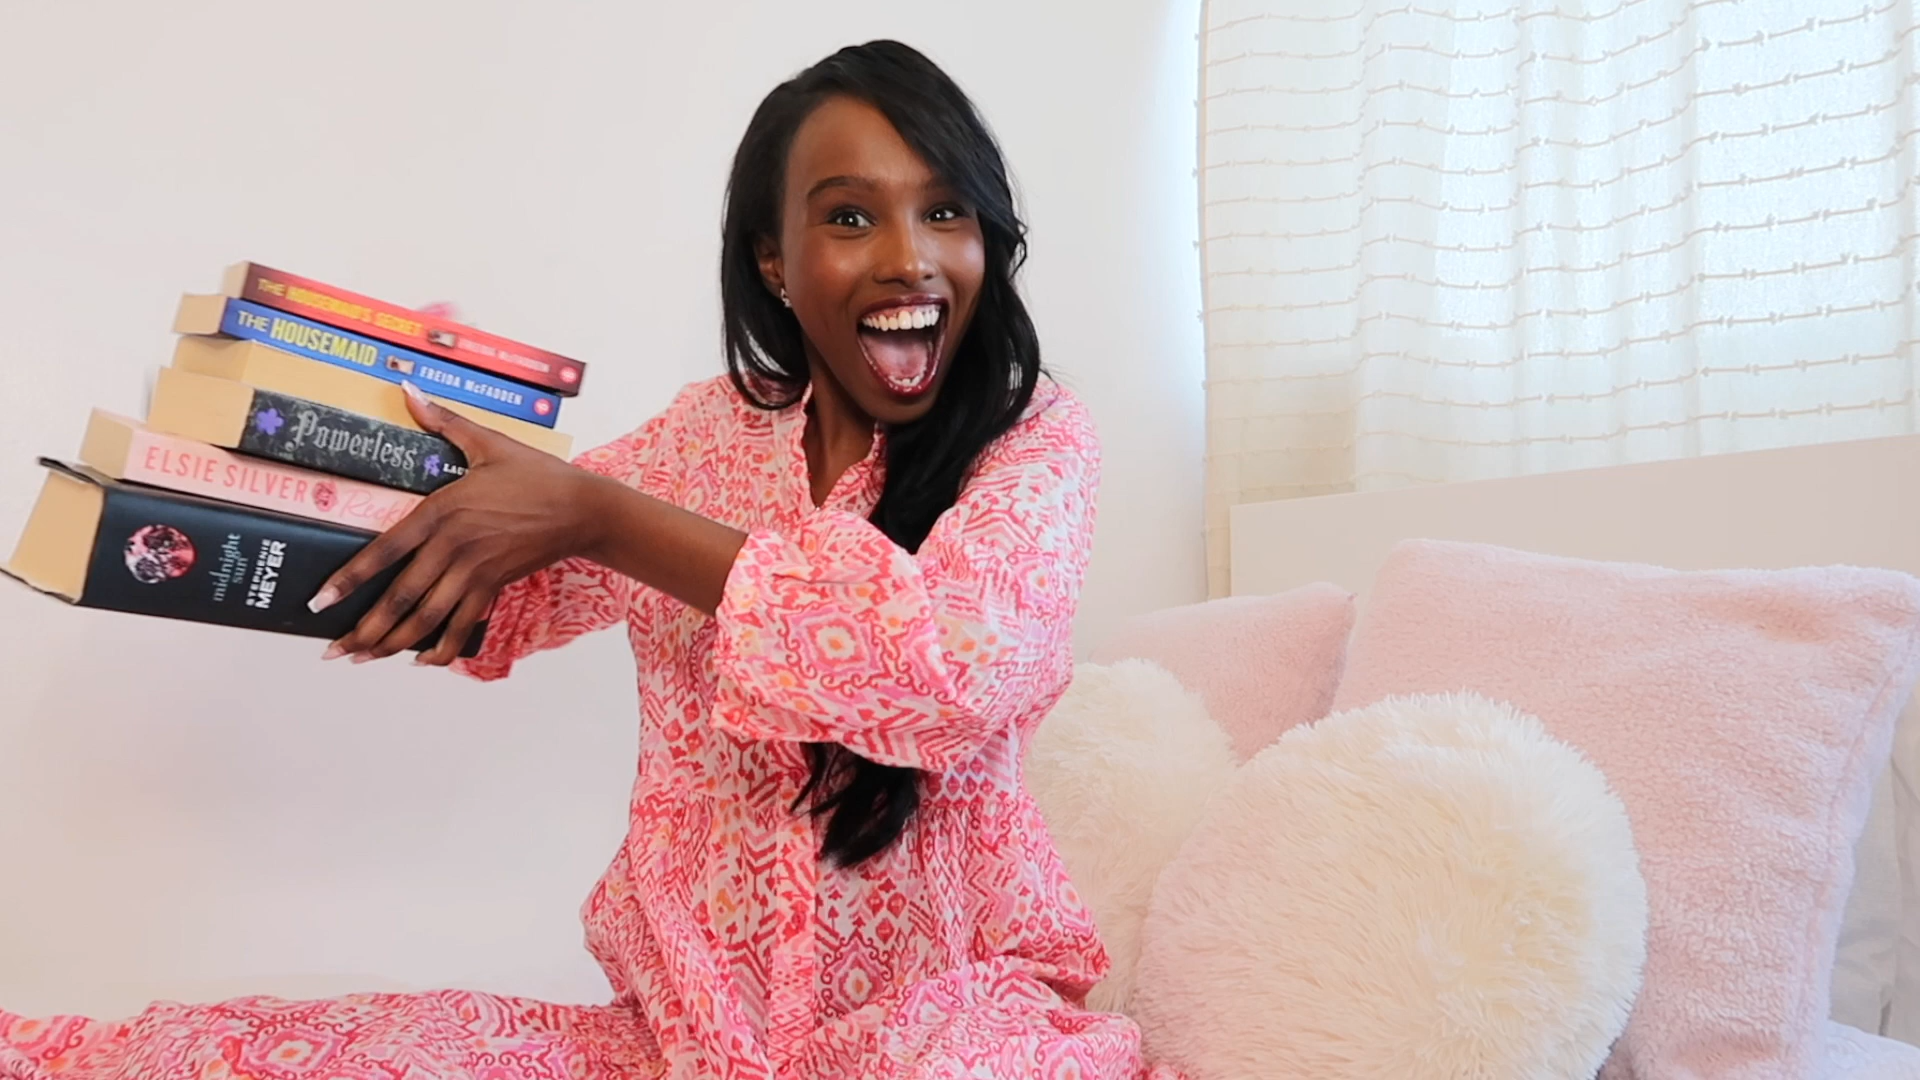 THE HOUSEMAID'S SECRET FREIDA McFADDEN
THE HOUSEMAID FREIDA McFADDEN
Powerless
ELSIE SILVER
midnight
sun
STEPHENIE
MEYER